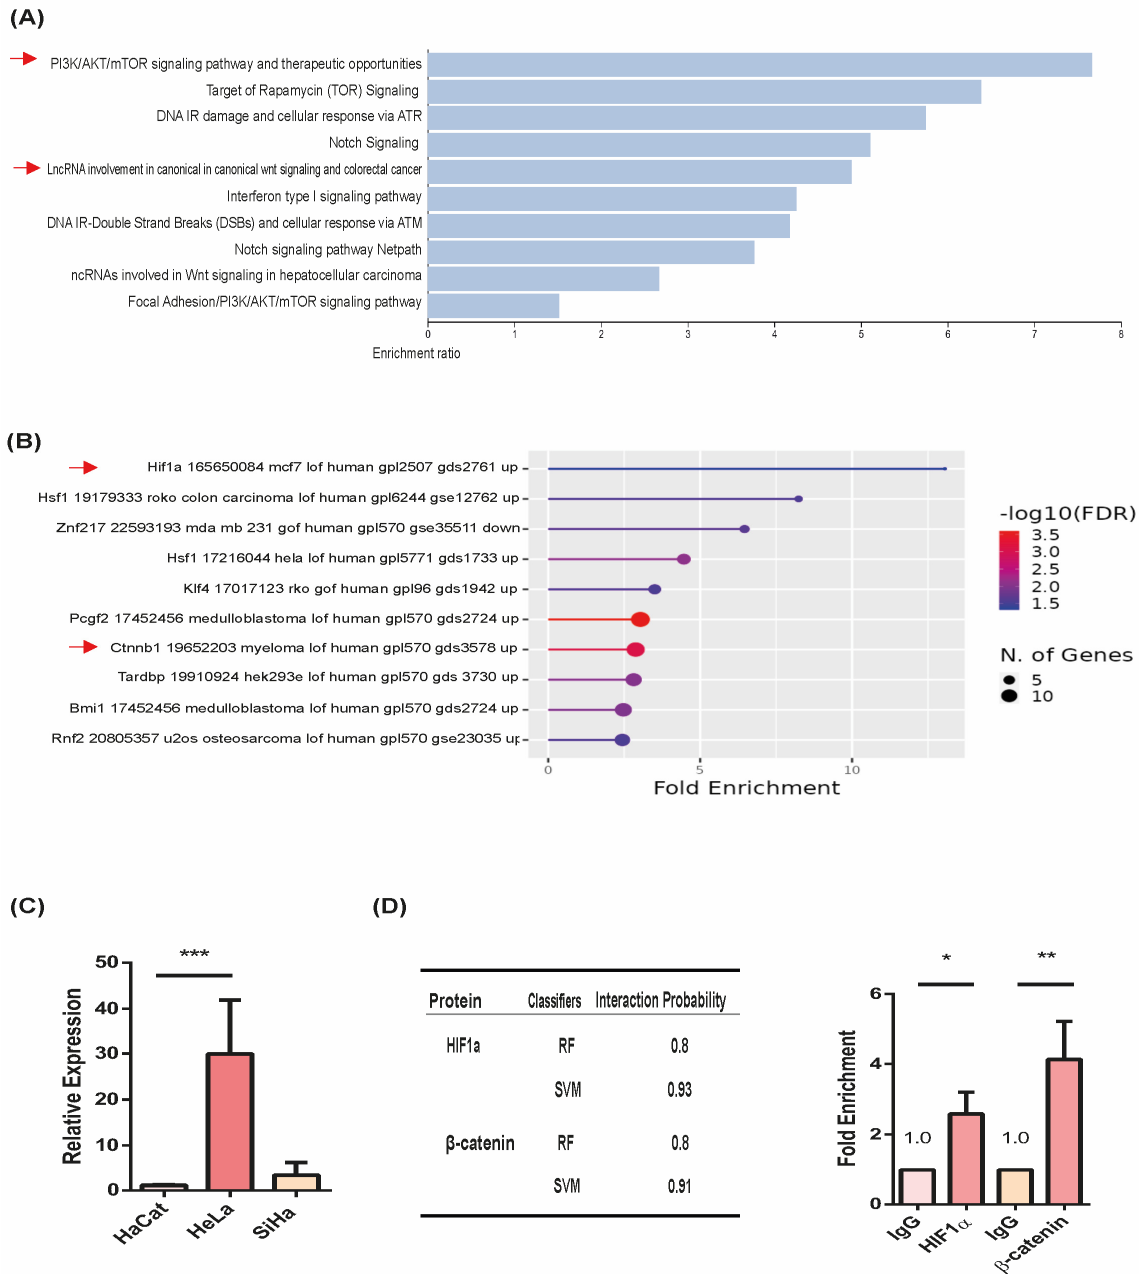 (A)
PI3K/AKT/mTOR signaling pathway and therapeutic opportunities
Target of Rapamycin (TOR) Signaling
DNA IR damage and cellular response via ATR
Notch Signaling
LncRNA involvement in canonical in canonical wnt signaling and colorectal cancer
Interferon type I signaling pathway
DNA IR-Double Strand Breaks (DSBs) and cellular response via ATM
Notch signaling pathway Netpath
ncRNAs involved in Wnt signaling in hepatocellular carcinoma
Focal Adhesion/PI3K/AKT/mTOR signaling pathway
0 1 2 3 4 5 6 7 8
Enrichment ratio
(B)
Hif1a 165650084 mcf7 lof human gpl2507 gds2761 up
Hsf1 19179333 roko colon carcinoma lof human gpl6244 gse12762 up
Znf217 22593193 mda mb 231 gof human gpl570 gse35511 down
Hsf1 17216044 hela lof human gpl5771 gds1733 up
Klf4 17017123 rko gof human gpl96 gds1942 up
Pcgf2 17452456 medulloblastoma lof human gpl570 gds2724 up
Ctnnb1 19652203 myeloma lof human gpl570 gds3578 up
Tardbp 19910924 hek293e lof human gpl570 gds 3730 up
Bmi1 17452456 medulloblastoma lof human gpl570 gds2724 up
Rnf2 20805357 u2os osteosarcoma lof human gpl570 gse23035 up
0 5 10
Fold Enrichment
-log10(FDR)
3.5
3.0
2.5
2.0
1.5
N. of Genes
5
10
(C)
***
50
40
30
20
10
0
Relative Expression
HaCat
HeLa
SiHa
(D)
Protein Classifiers Interaction Probability
HIF1a RF 0.8
SVM 0.93
β-catenin RF 0.8
SVM 0.91
* **
6
4
2
0
Fold Enrichment
1.0 1.0
IgG
HIF1α
IgG
β-catenin